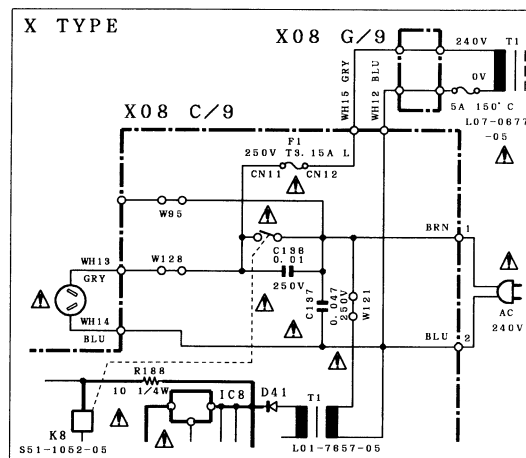 X TYPE
X08 G/9
240V
T1
0V
5A 150°C
L07-0677
-05
WH15 GRY
WH12 BLU
X08 C/9
F1
250V T3.15A L
CN11
CN12
W95
BRN
1
WH13
GRY
W128
C136
0.01
250V
C137
0.047
250V
W121
AC
240V
WH14
BLU
BLU
2
R188
10 1/4W
IC8
D41
T1
K8
S51-1052-05
L01-7657-05